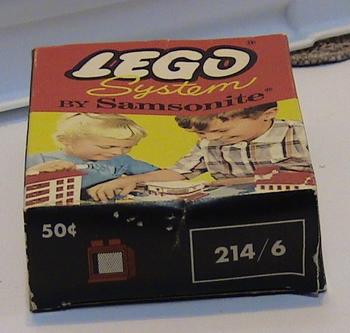 LEGO®
System
BY Samsonite®
50¢
214/6